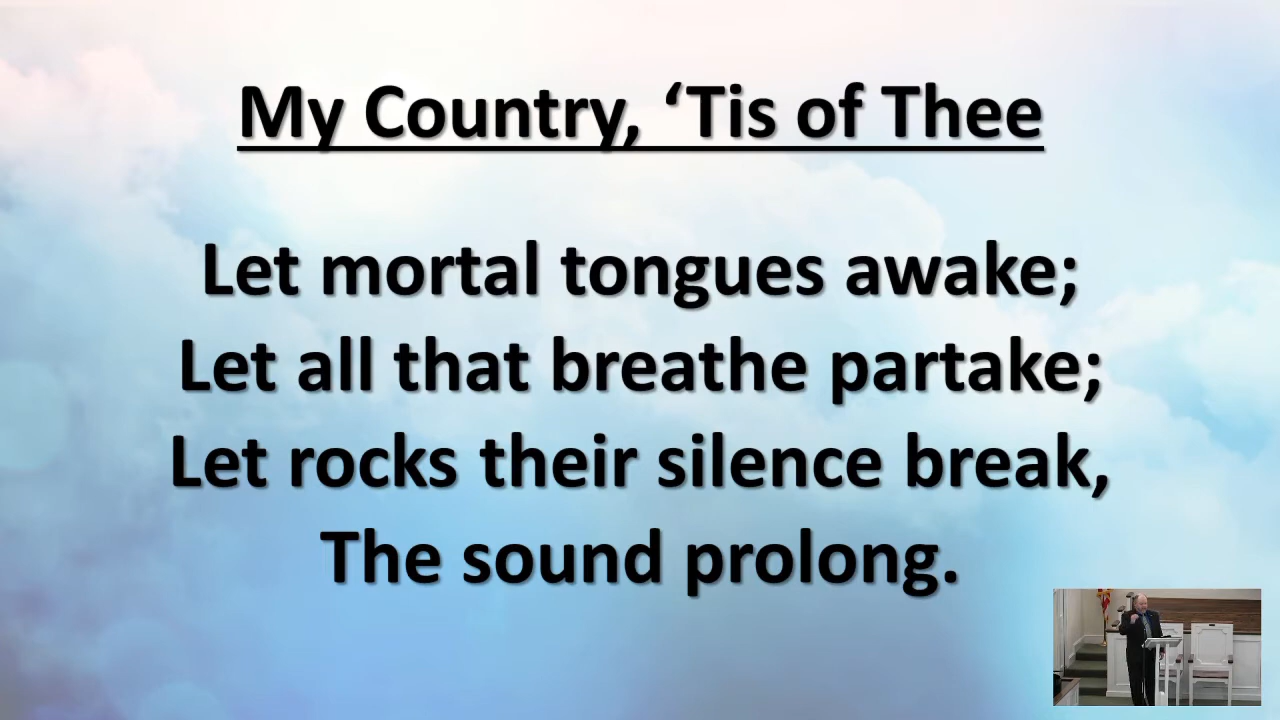 My Country, ‘Tis of Thee
Let mortal tongues awake;
Let all that breathe partake;
Let rocks their silence break,
The sound prolong.